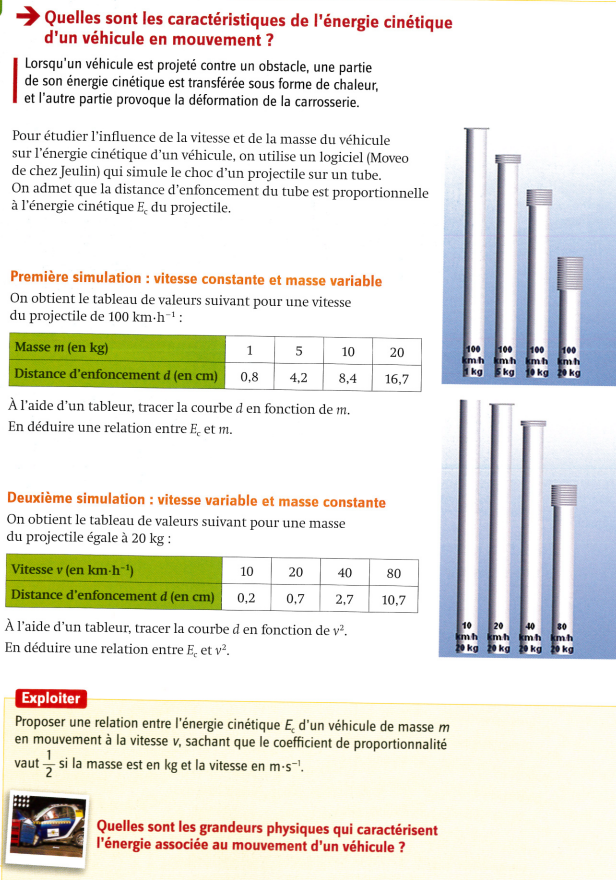 → Quelles sont les caractéristiques de l'énergie cinétique
d'un véhicule en mouvement ?
Lorsqu'un véhicule est projeté contre un obstacle, une partie
de son énergie cinétique est transférée sous forme de chaleur,
et l'autre partie provoque la déformation de la carrosserie.
Pour étudier l'influence de la vitesse et de la masse du véhicule
sur l'énergie cinétique d'un véhicule, on utilise un logiciel (Moveo
de chez Jeulin) qui simule le choc d'un projectile sur un tube.
On admet que la distance d'enfoncement du tube est proportionnelle
à l'énergie cinétique E_c du projectile.
Première simulation : vitesse constante et masse variable
On obtient le tableau de valeurs suivant pour une vitesse
du projectile de 100 km·h⁻¹ :
Masse m (en kg) 1 5 10 20
Distance d'enfoncement d (en cm) 0,8 4,2 8,4 16,7
À l'aide d'un tableur, tracer la courbe d en fonction de m.
En déduire une relation entre E_c et m.
100 100 100 100
km/h km/h km/h km/h
1 kg 5 kg 10 kg 20 kg
Deuxième simulation : vitesse variable et masse constante
On obtient le tableau de valeurs suivant pour une masse
du projectile égale à 20 kg :
Vitesse v (en km·h⁻¹) 10 20 40 80
Distance d'enfoncement d (en cm) 0,2 0,7 2,7 10,7
À l'aide d'un tableur, tracer la courbe d en fonction de v².
En déduire une relation entre E_c et v².
10 20 40 80
km/h km/h km/h km/h
20 kg 20 kg 20 kg 20 kg
Exploiter
Proposer une relation entre l'énergie cinétique E_c d'un véhicule de masse m
en mouvement à la vitesse v, sachant que le coefficient de proportionnalité
vaut 1/2 si la masse est en kg et la vitesse en m·s⁻¹.
Quelles sont les grandeurs physiques qui caractérisent
l'énergie associée au mouvement d'un véhicule ?